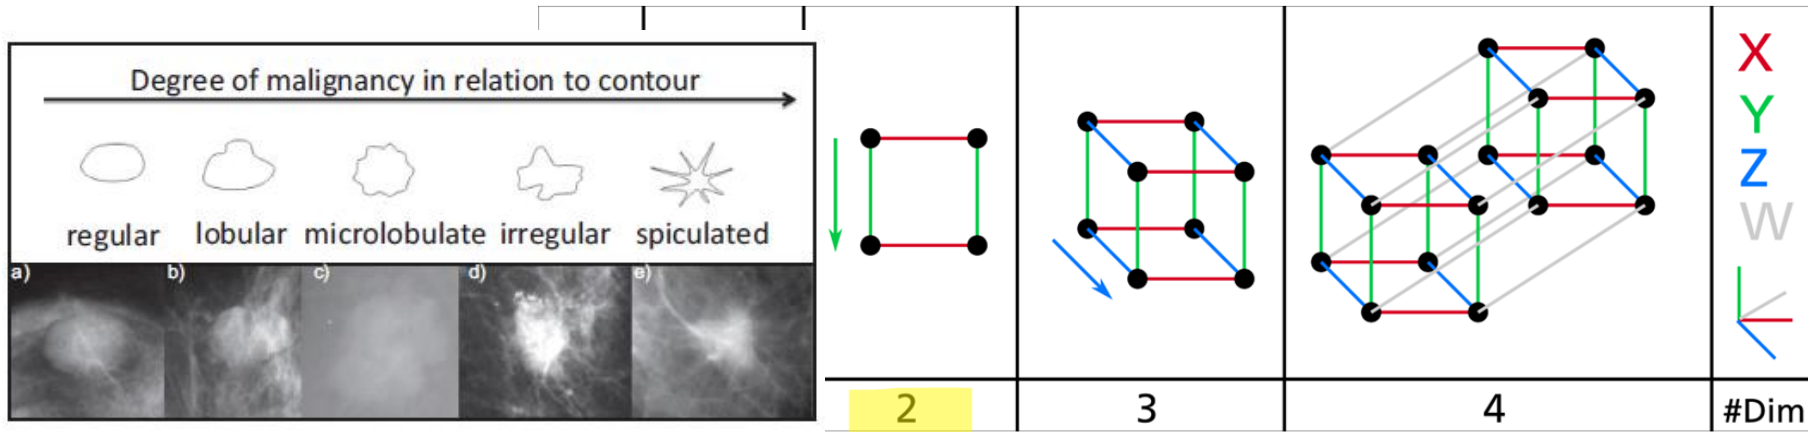 Degree of malignancy in relation to contour
regular lobular microlobulate irregular spiculated
a) b) c) d) e)
X
Y
Z
W
2 3 4 #Dim